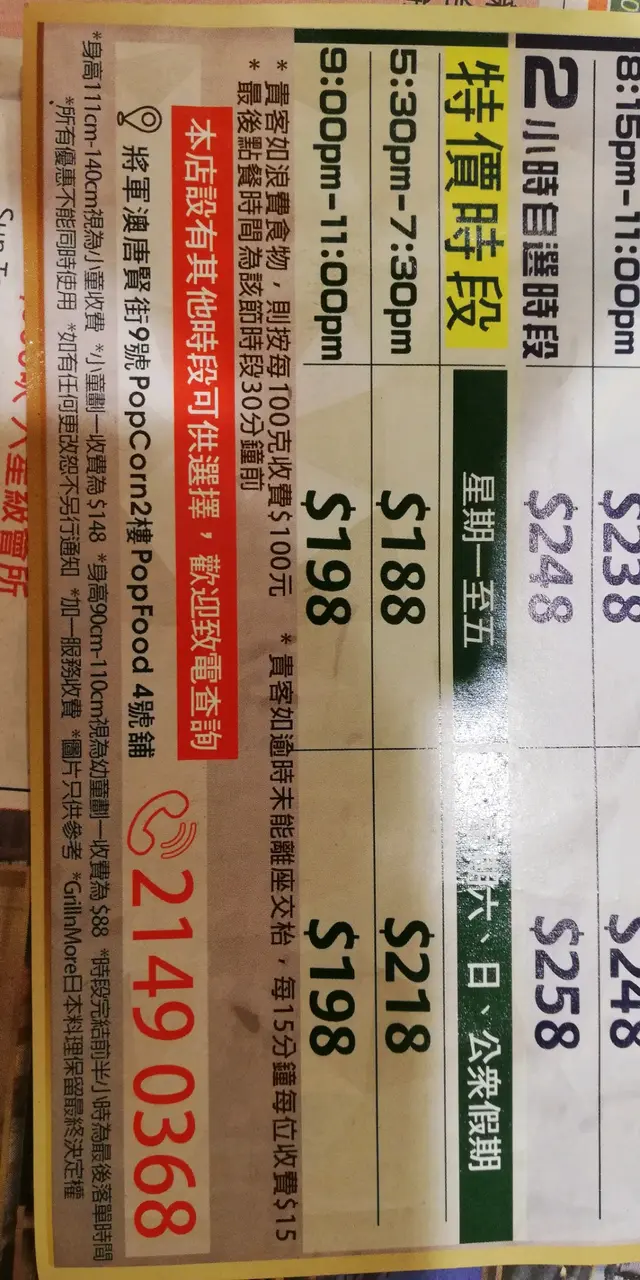 8:15pm-11:00pm $238 $248
2小時自選時段 $248 $258
特價時段 星期一至五 六、日、公眾假期
5:30pm-7:30pm $188 $218
9:00pm-11:00pm $198 $198
* 貴客如浪費食物，則按每100克收費$100元 * 貴客如逾時未能離座交枱，每15分鐘每位收費$15
* 最後點餐時間為該節時段30分鐘前
本店設有其他時段可供選擇，歡迎致電查詢
將軍澳唐賢街9號PopCorn2樓PopFood 4號舖 2149 0368
*身高111cm-140cm視為小童收費 *小童劃一收費為 $148 *身高90cm-110cm視為幼童劃一收費為 $88 *時段完結前半小時為最後落單時間
*所有優惠不能同時使用 *如有任何更改恕不另行通知 *加一服務收費 *圖片只供參考 *GrillnMore日本料理保留最終決定權